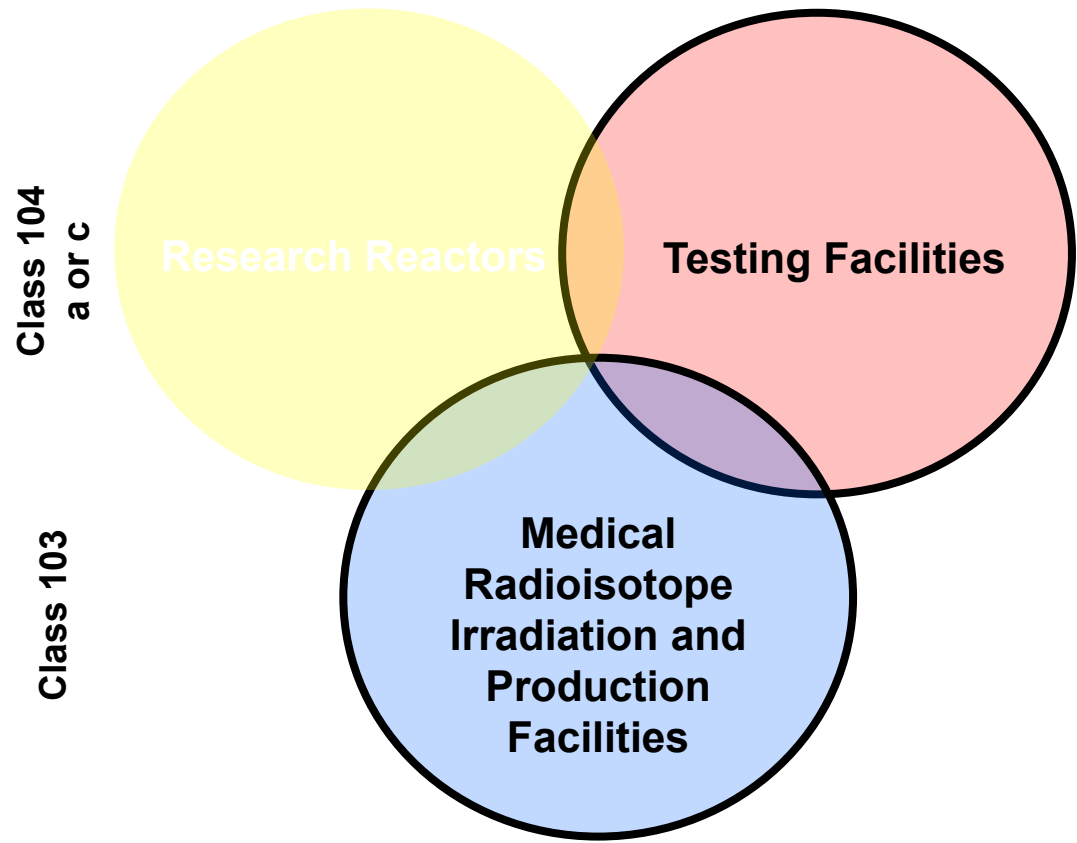 Class 104
a or c
Research Reactors
Testing Facilities
Class 103
Medical
Radioisotope
Irradiation and
Production
Facilities